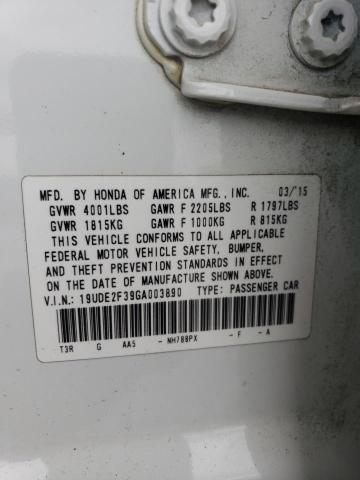 MFD. BY HONDA OF AMERICA MFG., INC. 03/15
GVWR 4001LBS GAWR F 2205LBS R 1797LBS
GVWR 1815KG GAWR F 1000KG R 815KG
THIS VEHICLE CONFORMS TO ALL APPLICABLE
FEDERAL MOTOR VEHICLE SAFETY, BUMPER,
AND THEFT PREVENTION STANDARDS IN EFFECT
ON THE DATE OF MANUFACTURE SHOWN ABOVE.
V.I.N. 19UDE2F39GA003890 TYPE: PASSENGER CAR
T3R G AA5 - NH788PX - F - A